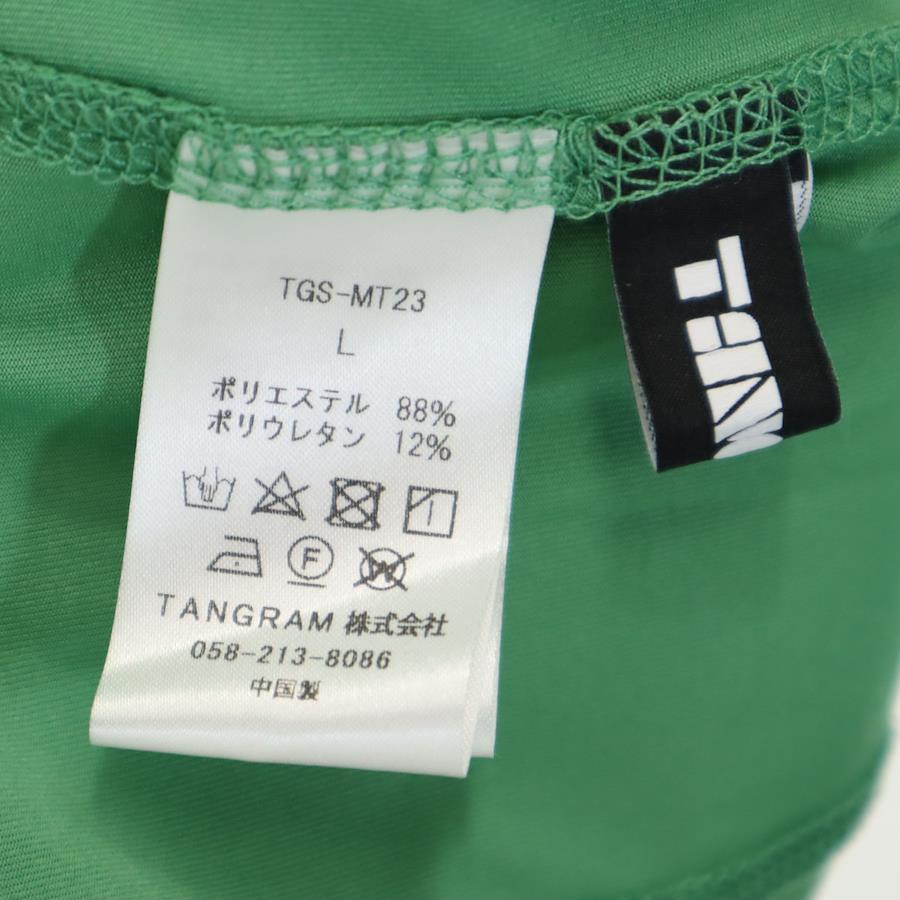 TGS-MT23
L
ポリエステル 88%
ポリウレタン 12%
F
W
TANGRAM 株式会社
058-213-8086
中国製